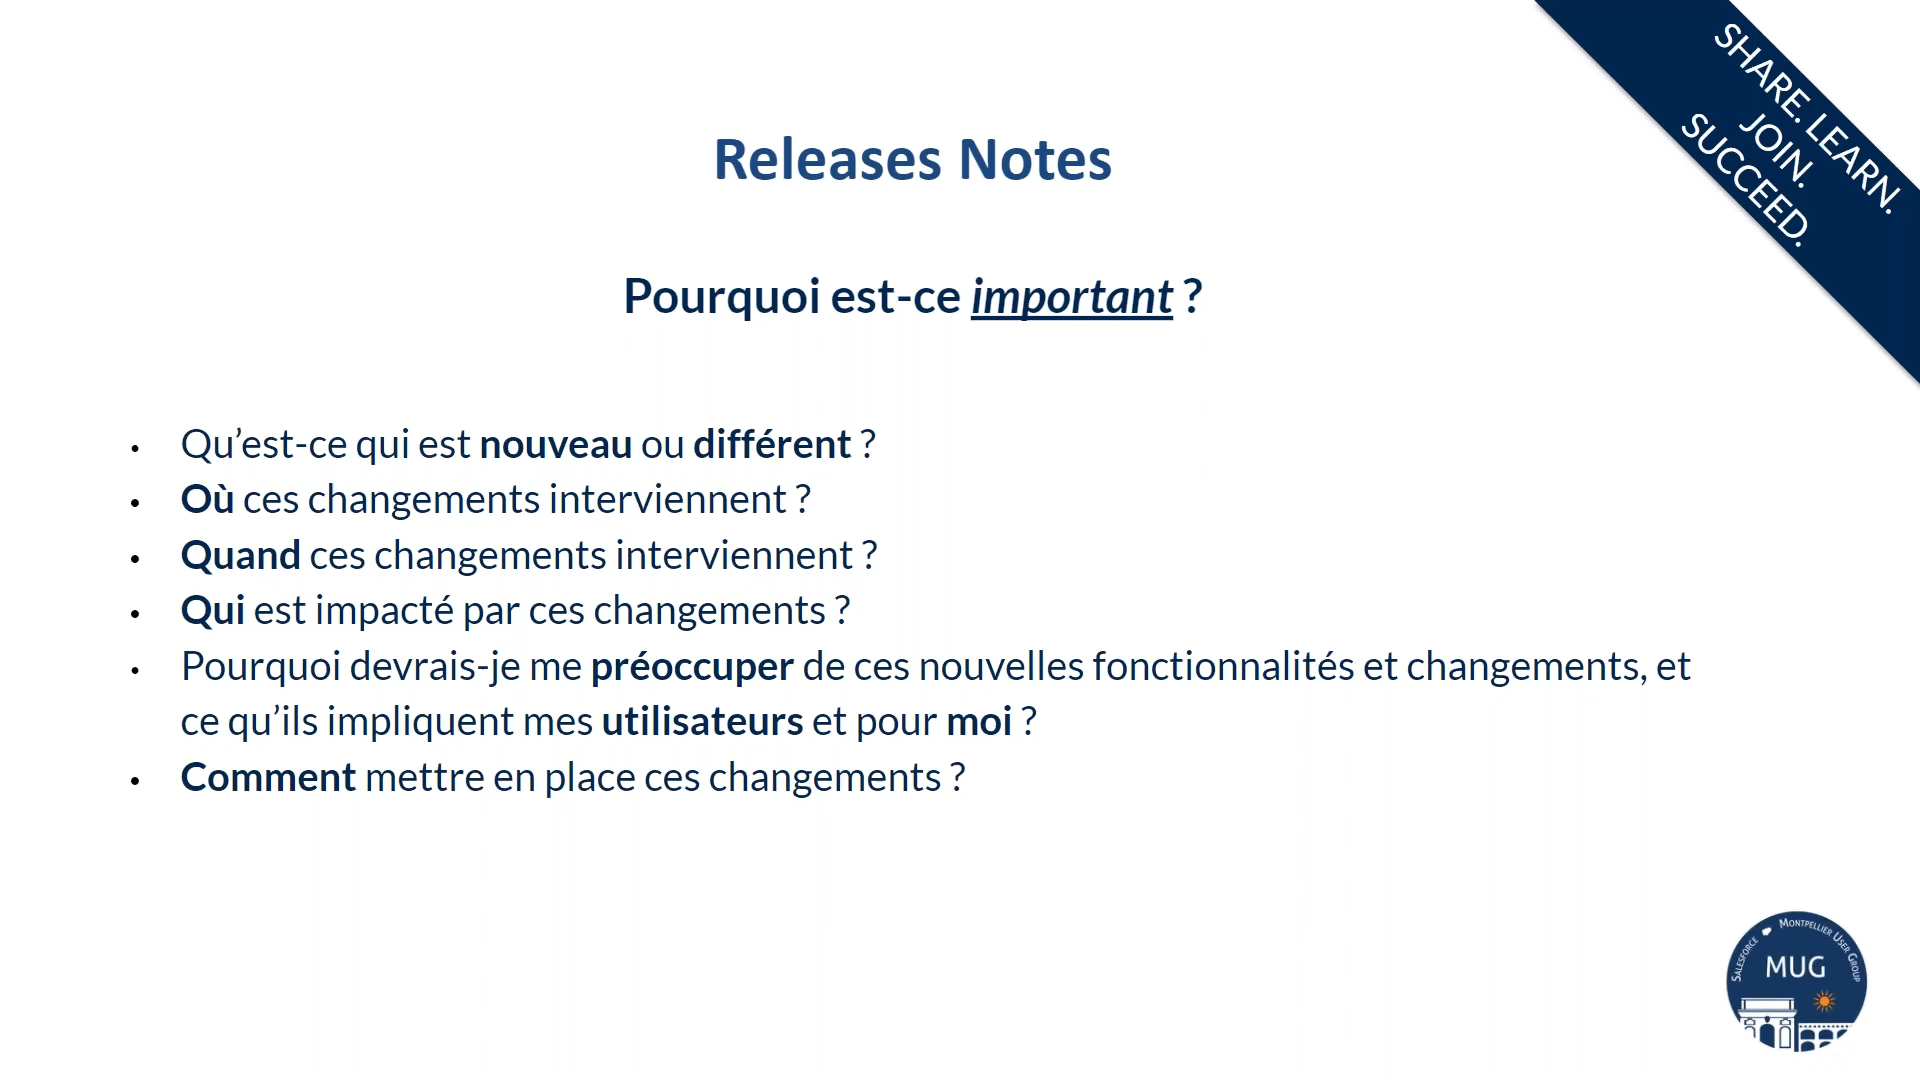 SHARE. LEARN.
JOIN.
SUCCEED.
Releases Notes
Pourquoi est-ce important ?
• Qu’est-ce qui est nouveau ou différent ?
• Où ces changements interviennent ?
• Quand ces changements interviennent ?
• Qui est impacté par ces changements ?
• Pourquoi devrais-je me préoccuper de ces nouvelles fonctionnalités et changements, et
ce qu’ils impliquent mes utilisateurs et pour moi ?
• Comment mettre en place ces changements ?
SALESFORCE MONTPELLIER USER GROUP
MUG